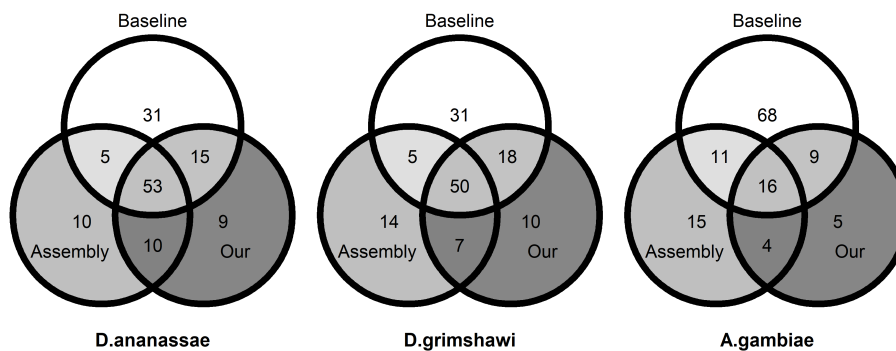 Baseline Baseline Baseline
31 31 68
5 15 5 18 11 9
53 50 16
10 9 14 10 15 5
Assembly 10 Our Assembly 7 Our Assembly 4 Our
D.ananassae D.grimshawi A.gambiae